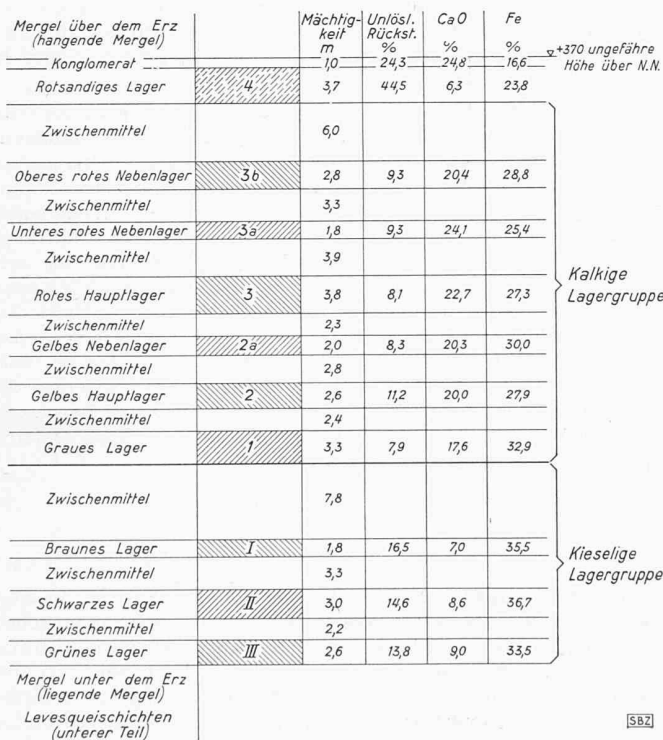 Mergel über dem Erz
(hangende Mergel)
Mächtig-
keit
m
Unlösl.
Rückst.
%
CaO
%
Fe
%
Konglomerat 1,0 24,3 24,8 16,6
+370 ungefähre
Höhe über N.N.
Rotsandiges Lager 4 3,7 44,5 6,3 23,8
Zwischenmittel 6,0
Oberes rotes Nebenlager 3b 2,8 9,3 20,4 28,8
Zwischenmittel 3,3
Unteres rotes Nebenlager 3a 1,8 9,3 24,1 25,4
Zwischenmittel 3,9
Rotes Hauptlager 3 3,8 8,1 22,7 27,3
Kalkige
Lagergruppe
Zwischenmittel 2,3
Gelbes Nebenlager 2a 2,0 8,3 20,3 30,0
Zwischenmittel 2,8
Gelbes Hauptlager 2 2,6 11,2 20,0 27,9
Zwischenmittel 2,4
Graues Lager 1 3,3 7,9 17,6 32,9
Zwischenmittel 7,8
Braunes Lager I 1,8 16,5 7,0 35,5
Kieselige
Lagergruppe
Zwischenmittel 3,3
Schwarzes Lager II 3,0 14,6 8,6 36,7
Zwischenmittel 2,2
Grünes Lager III 2,6 13,8 9,0 33,5
Mergel unter dem Erz
(liegende Mergel)
Levesqueischichten
(unterer Teil)
SBZ